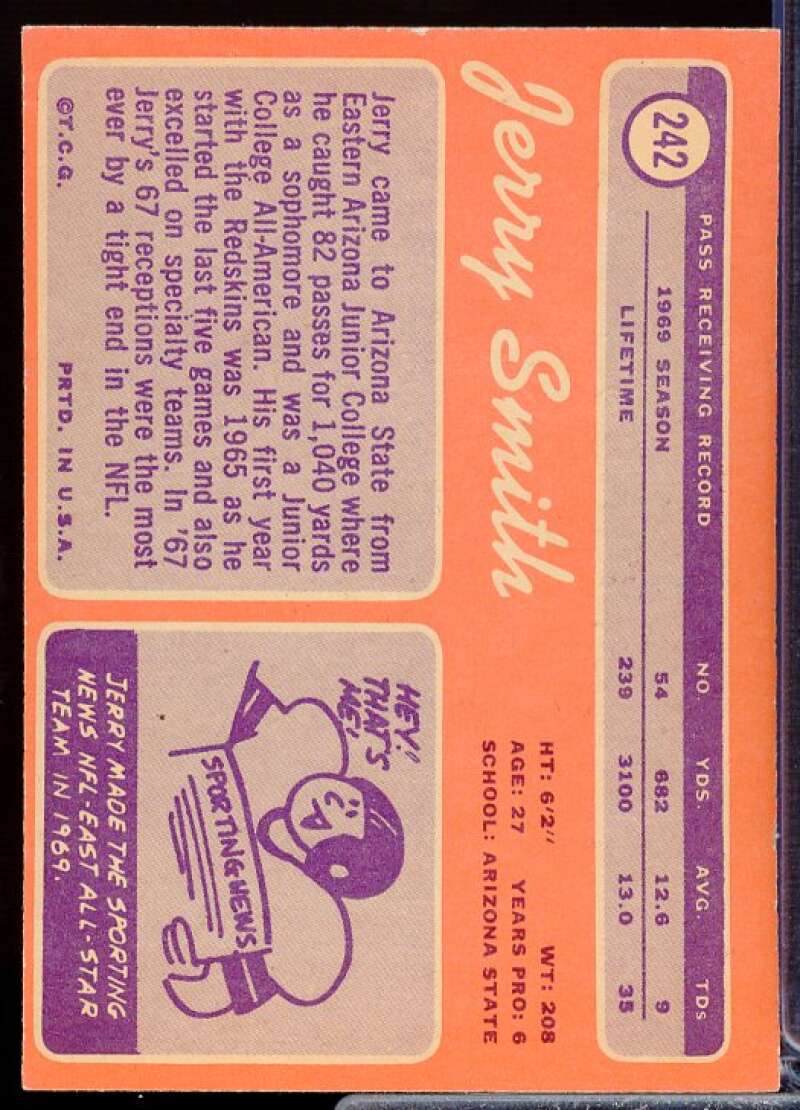 242
PASS RECEIVING RECORD NO. YDS. AVG. TDs
1969 SEASON 54 682 12.6 9
LIFETIME 239 3100 13.0 35
Jerry Smith
HT: 6'2" WT: 208
AGE: 27 YEARS PRO: 6
SCHOOL: ARIZONA STATE
Jerry came to Arizona State from
Eastern Arizona Junior College where
he caught 82 passes for 1,040 yards
as a sophomore and was a Junior
College All-American. His first year
with the Redskins was 1965 as he
started the last five games and also
excelled on specialty teams. In '67
Jerry's 67 receptions were the most
ever by a tight end in the NFL.
©T.C.G. PRTD. IN U.S.A.
HEY!
THAT'S
ME!
SPORTING NEWS
JERRY MADE THE SPORTING
NEWS NFL-EAST ALL-STAR
TEAM IN 1969.